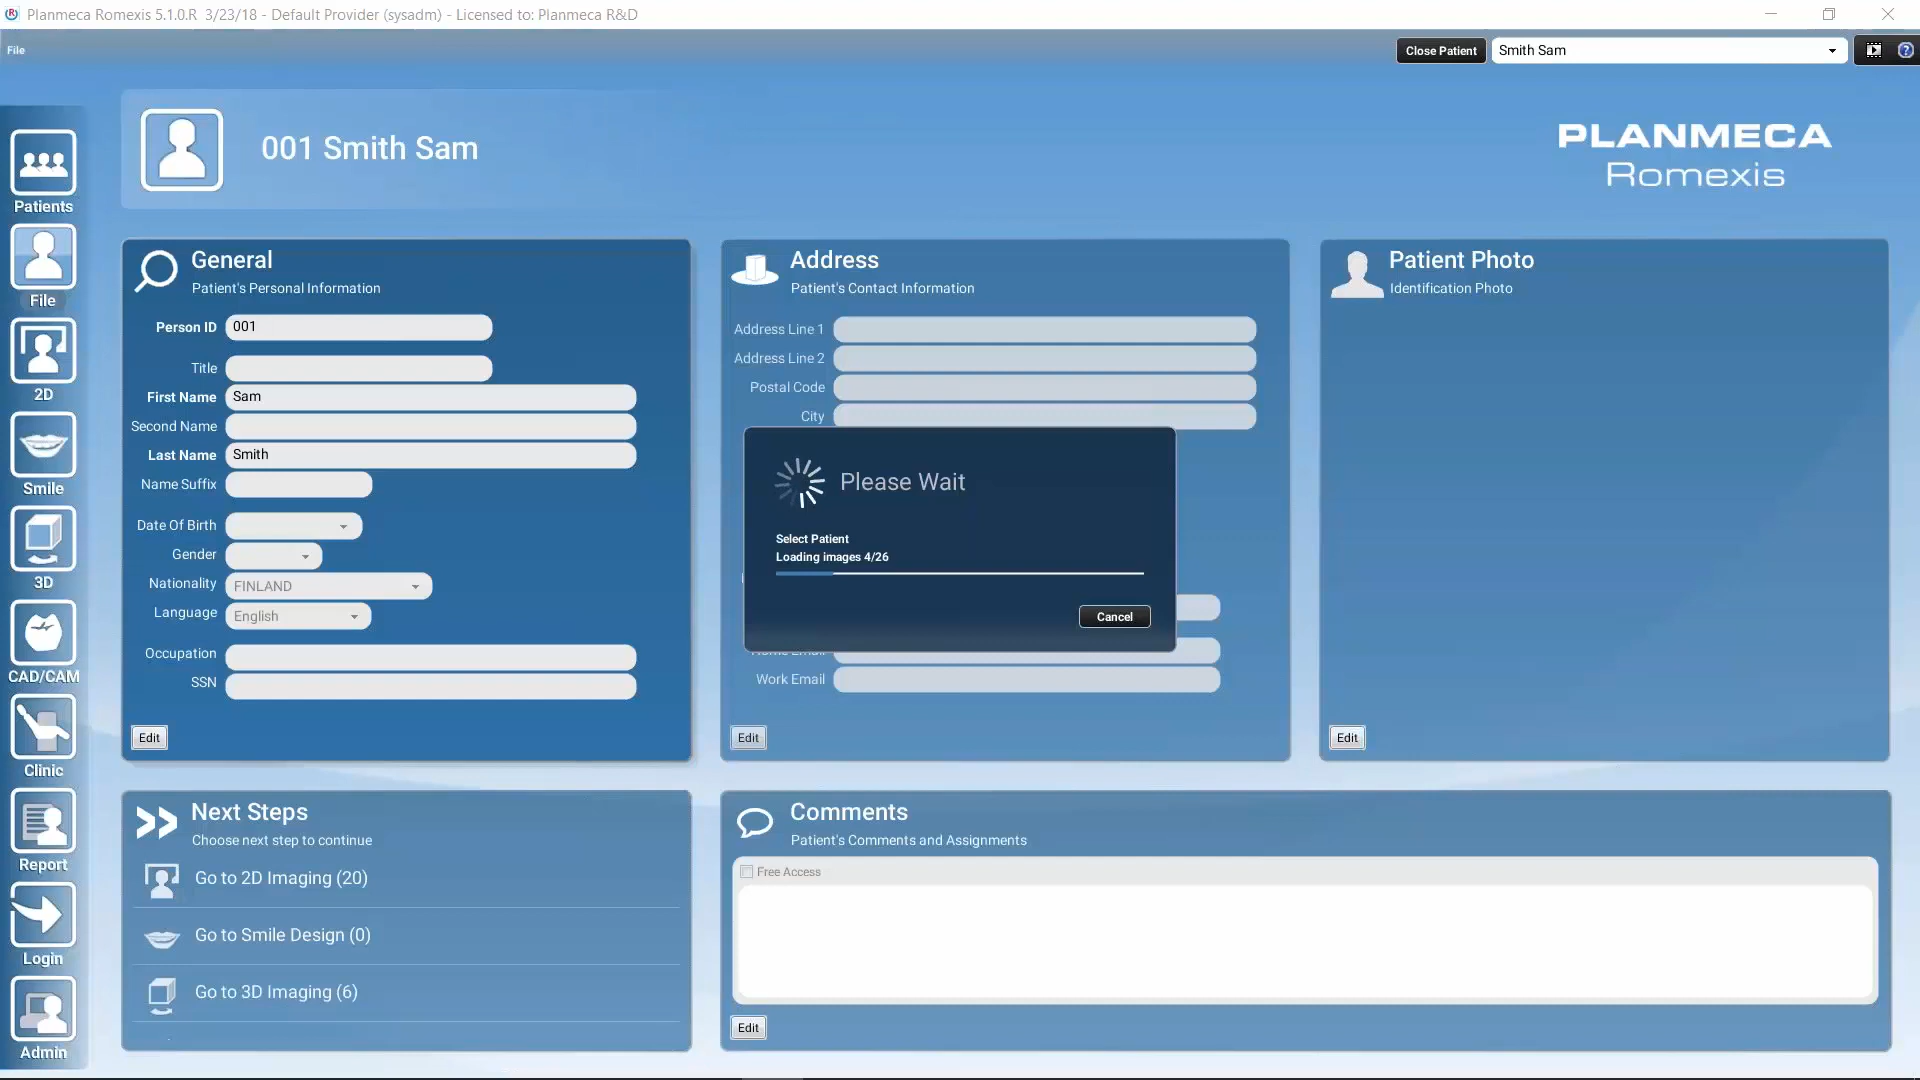 Planmeca Romexis 5.1.0.R 3/23/18 - Default Provider (sysadm) - Licensed to: Planmeca R&D
File
Close Patient
Smith Sam
001 Smith Sam
PLANMECA
Romexis
Patients
File
2D
Smile
3D
CAD/CAM
Clinic
Report
Login
Admin
General
Patient's Personal Information
Person ID 001
Title
First Name Sam
Second Name
Last Name Smith
Name Suffix
Date Of Birth
Gender
Nationality FINLAND
Language English
Occupation
SSN
Edit
Address
Patient's Contact Information
Address Line 1
Address Line 2
Postal Code
City
Please Wait
Select Patient
Loading images 4/26
Cancel
Work Email
Edit
Patient Photo
Identification Photo
Edit
Next Steps
Choose next step to continue
Go to 2D Imaging (20)
Go to Smile Design (0)
Go to 3D Imaging (6)
Comments
Patient's Comments and Assignments
Free Access
Edit